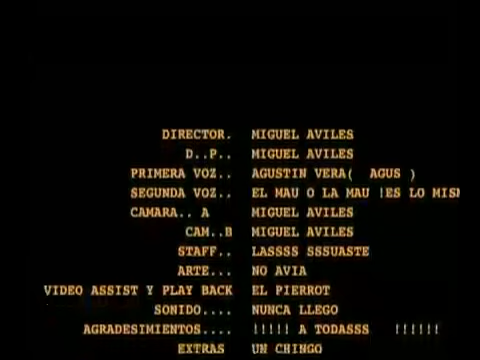 DIRECTOR. MIGUEL AVILES
D..P.. MIGUEL AVILES
PRIMERA VOZ.. AGUSTIN VERA( AGUS )
SEGUNDA VOZ.. EL MAU O LA MAU !ES LO
CAMARA.. A MIGUEL AVILES
CAM..B MIGUEL AVILES
STAFF.. LASSSS SSSUASTE
ARTE... NO AVIA
VIDEO ASSIST Y PLAY BACK EL PIERROT
SONIDO.... NUNCA LLEGO
AGRADESIMIENTOS.... !!!!! A TODASSS !!!!!!
EXTRAS UN CHINGO